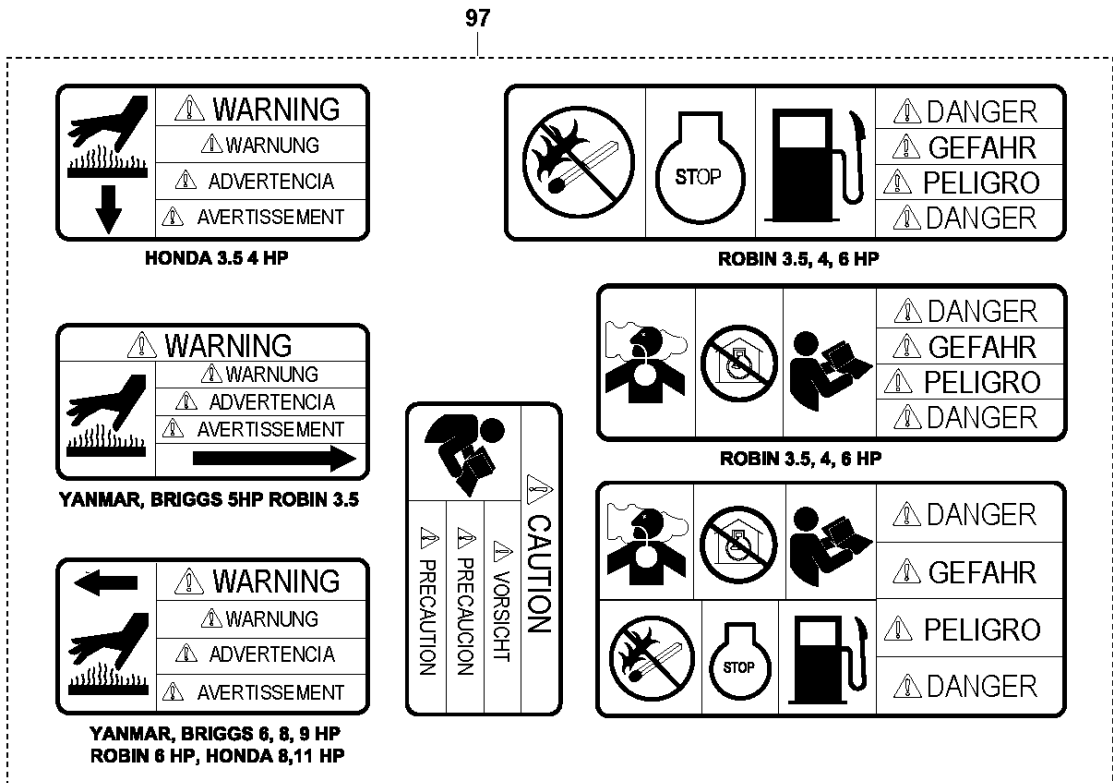 97
WARNING
WARNUNG
ADVERTENCIA
AVERTISSEMENT
HONDA 3.5 4 HP
STOP
DANGER
GEFAHR
PELIGRO
DANGER
ROBIN 3.5, 4, 6 HP
WARNING
WARNUNG
ADVERTENCIA
AVERTISSEMENT
YANMAR, BRIGGS 5HP ROBIN 3.5
DANGER
GEFAHR
PELIGRO
DANGER
ROBIN 3.5, 4, 6 HP
WARNING
WARNUNG
ADVERTENCIA
AVERTISSEMENT
YANMAR, BRIGGS 6, 8, 9 HP
ROBIN 6 HP, HONDA 8,11 HP
CAUTION
VORSICHT
PRECAUCION
PRECAUTION
STOP
DANGER
GEFAHR
PELIGRO
DANGER